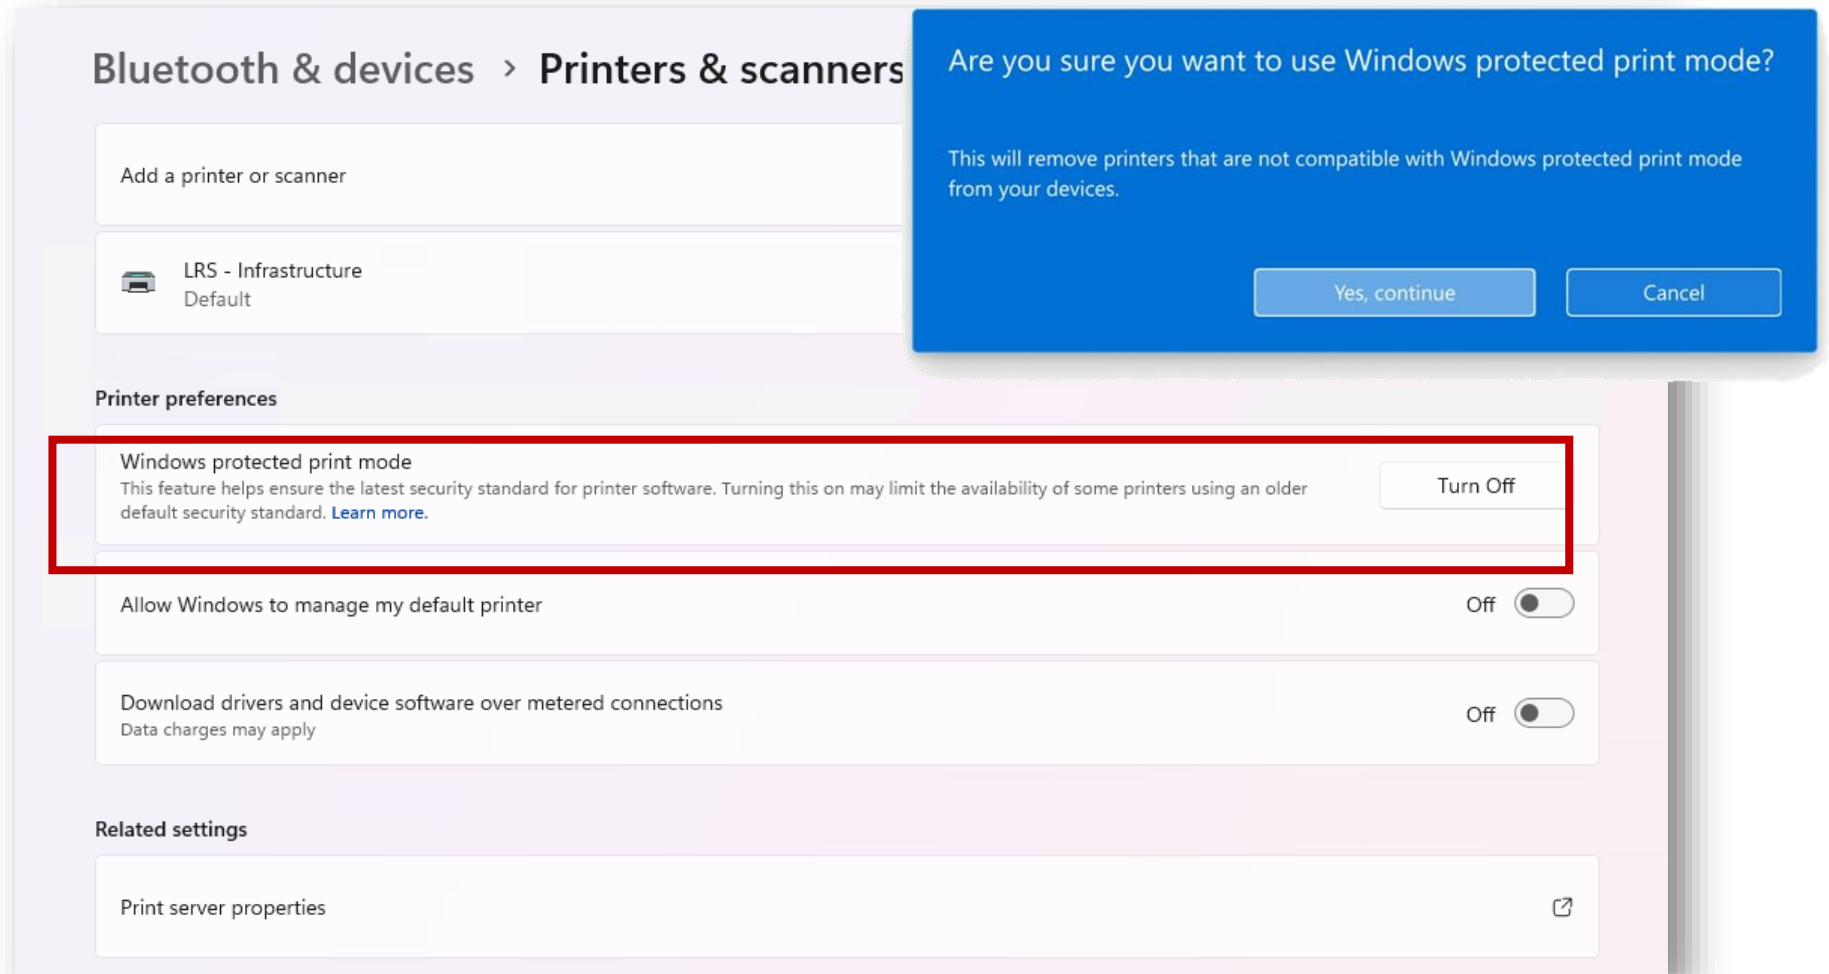 Bluetooth & devices > Printers & scanners
Are you sure you want to use Windows protected print mode?
This will remove printers that are not compatible with Windows protected print mode
from your devices.
Yes, continue
Cancel
Add a printer or scanner
LRS - Infrastructure
Default
Printer preferences
Windows protected print mode
This feature helps ensure the latest security standard for printer software. Turning this on may limit the availability of some printers using an older
default security standard. Learn more.
Turn Off
Allow Windows to manage my default printer
Off
Download drivers and device software over metered connections
Data charges may apply
Off
Related settings
Print server properties